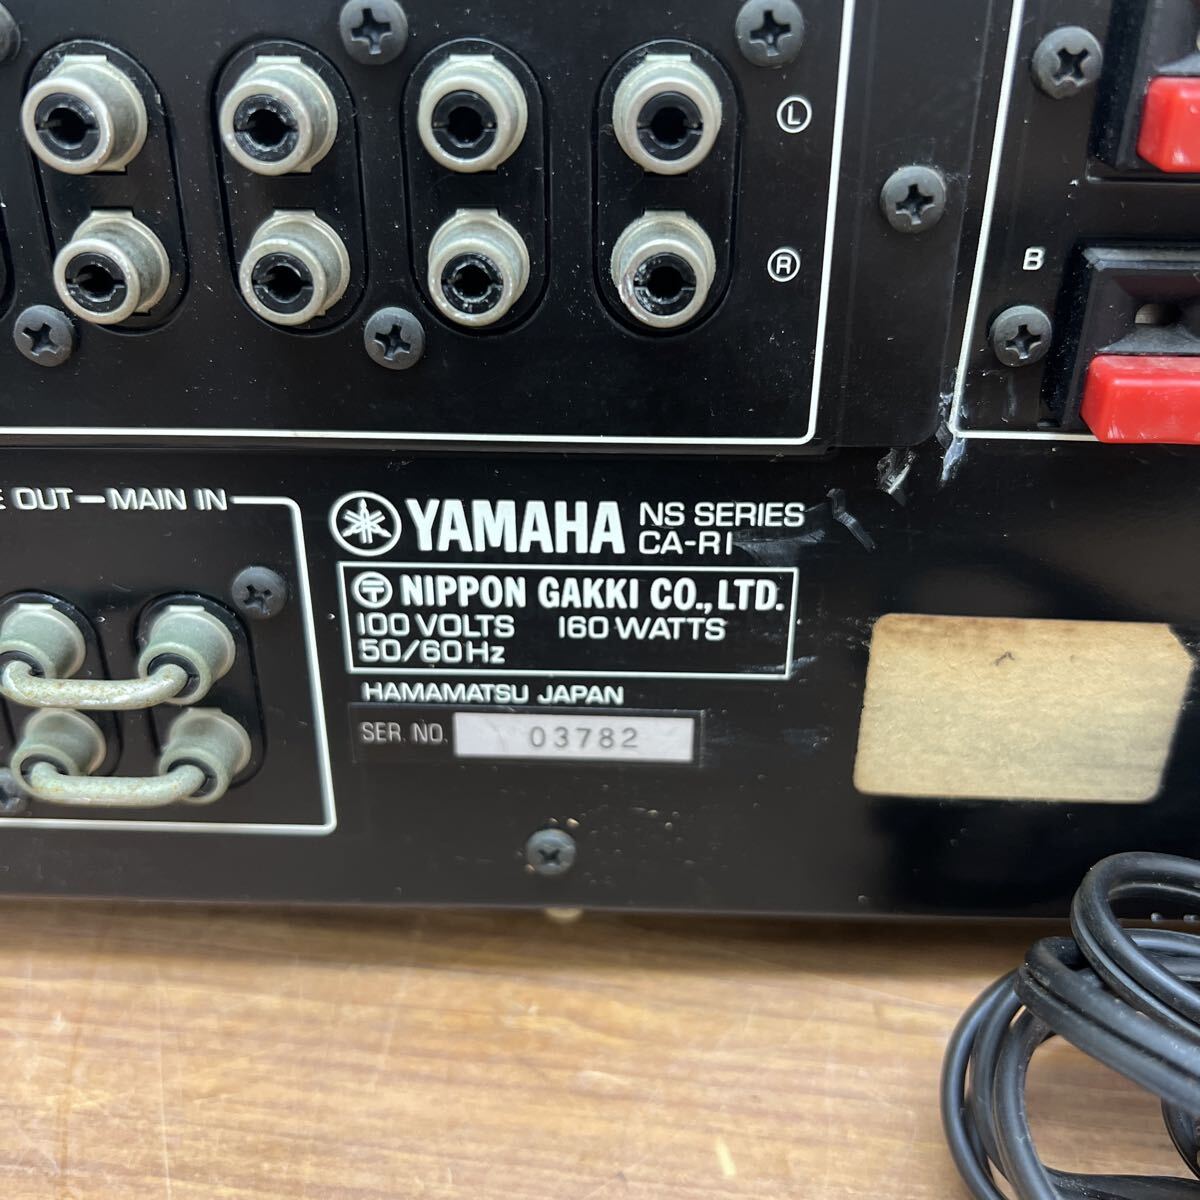 L
R
B
E OUT — MAIN IN
YAMAHA NS SERIES
CA-R1
NIPPON GAKKI CO., LTD.
100 VOLTS 160 WATTS
50/60Hz
HAMAMATSU JAPAN
SER. NO. 03782